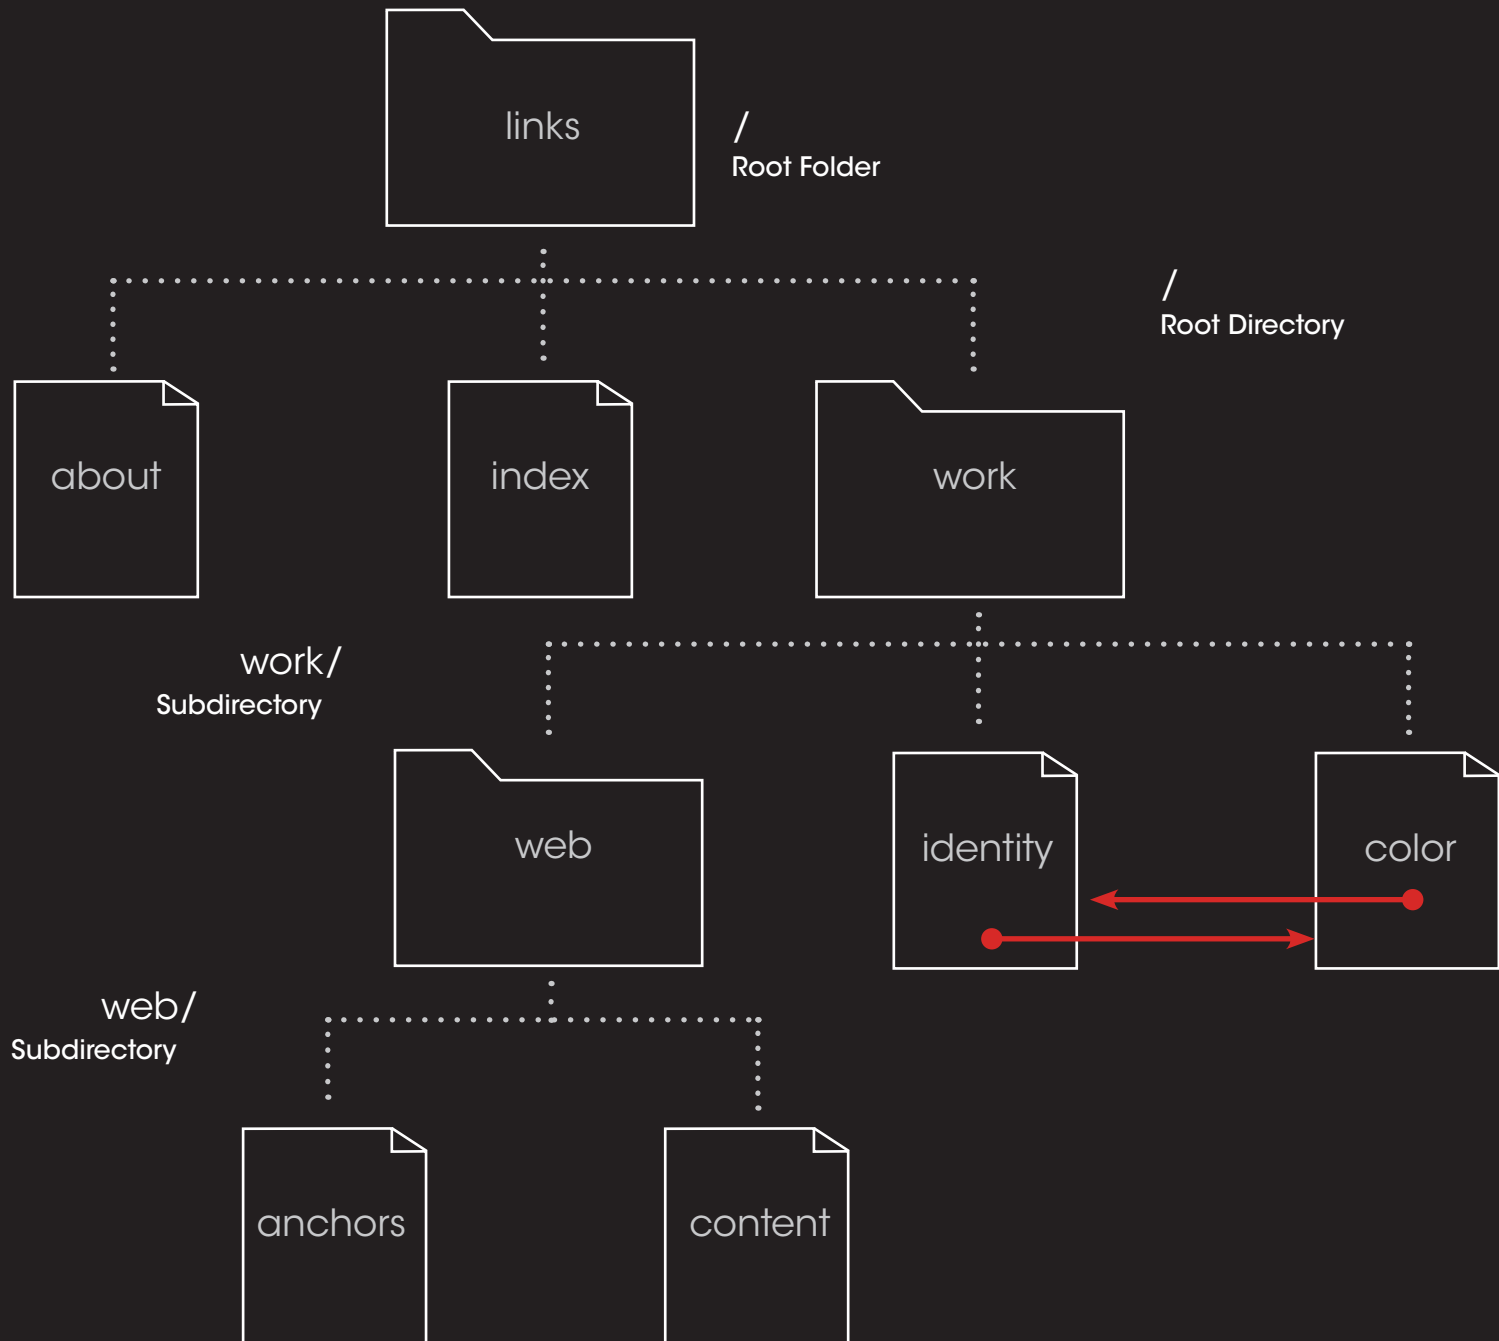 links
/
Root Folder
/
Root Directory
about
index
work
work/
Subdirectory
web
identity
color
web/
Subdirectory
anchors
content